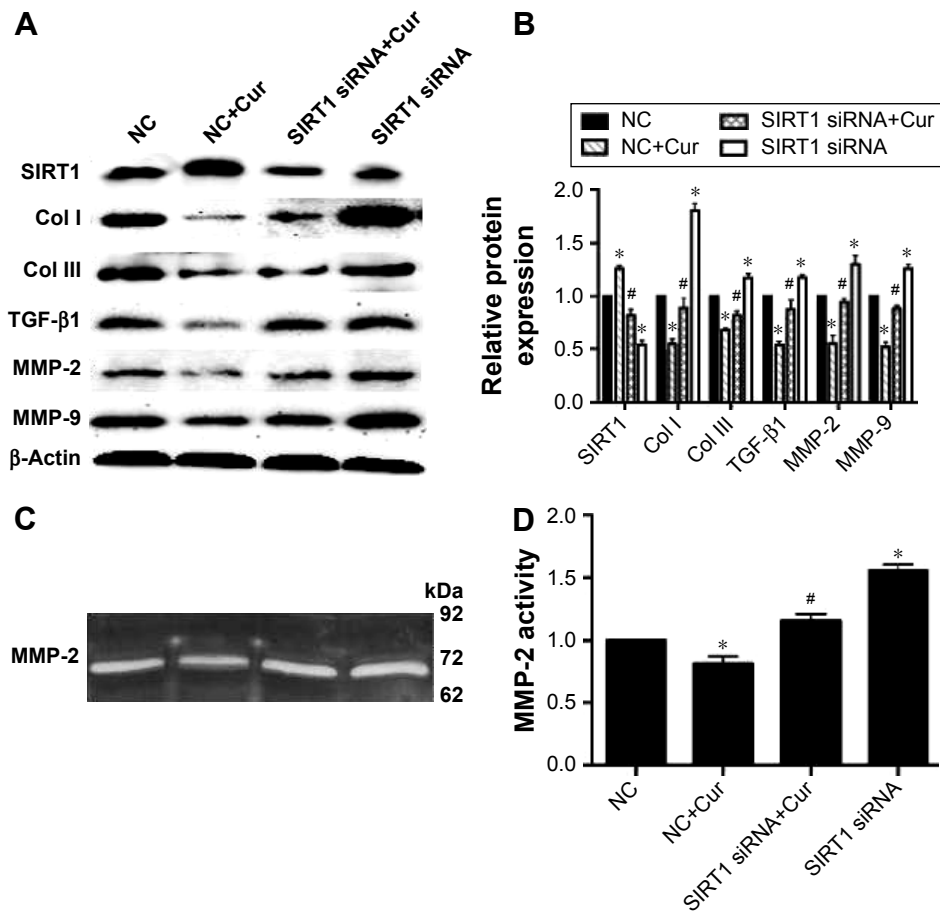 A
NC
NC+Cur
SIRT1 siRNA+Cur
SIRT1 siRNA
SIRT1
Col I
Col III
TGF-β1
MMP-2
MMP-9
β-Actin
B
NC
SIRT1 siRNA+Cur
NC+Cur
SIRT1 siRNA
Relative protein
expression
2.0
1.5
1.0
0.5
0.0
* * # *
* # *
* # *
* # *
* # *
* # *
SIRT1
Col I
Col III
TGF-β1
MMP-2
MMP-9
C
kDa
92
MMP-2
72
62
D
MMP-2 activity
2.0
1.5
1.0
0.5
0.0
*
#
*
NC
NC+Cur
SIRT1 siRNA+Cur
SIRT1 siRNA